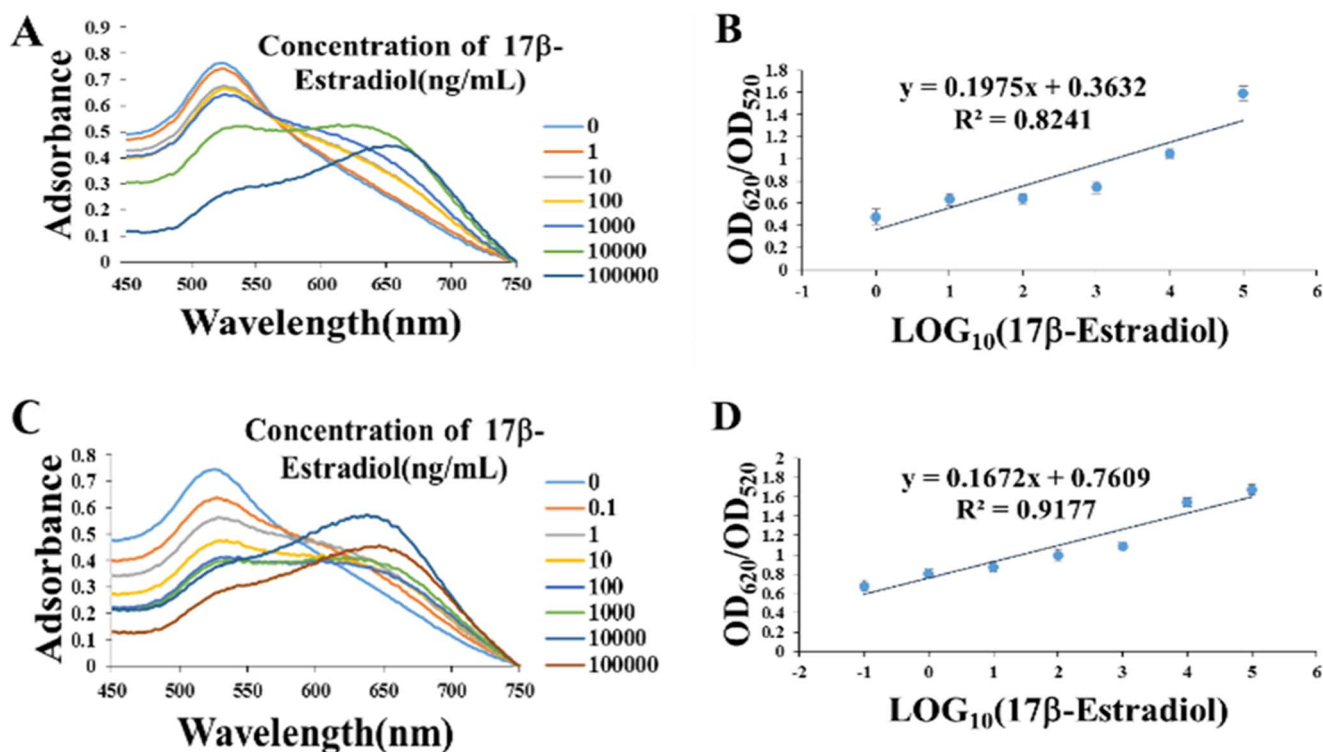 A
Concentration of 17β-
Estradiol(ng/mL)
Adsorbance
0.9
0.8
0.7
0.6
0.5
0.4
0.3
0.2
0.1
0
450 500 550 600 650 700 750
Wavelength(nm)
0
1
10
100
1000
10000
100000
B
y = 0.1975x + 0.3632
R² = 0.8241
OD₆₂₀/OD₅₂₀
1.8
1.6
1.4
1.2
1
0.8
0.6
0.4
0.2
0
-1 0 1 2 3 4 5 6
LOG₁₀(17β-Estradiol)
C
Concentration of 17β-
Estradiol(ng/mL)
Adsorbance
0.8
0.7
0.6
0.5
0.4
0.3
0.2
0.1
0
450 500 550 600 650 700 750
Wavelength(nm)
0
0.1
1
10
100
1000
10000
100000
D
y = 0.1672x + 0.7609
R² = 0.9177
OD₆₂₀/OD₅₂₀
2
1.8
1.6
1.4
1.2
1
0.8
0.6
0.4
0.2
0
-2 -1 0 1 2 3 4 5 6
LOG₁₀(17β-Estradiol)